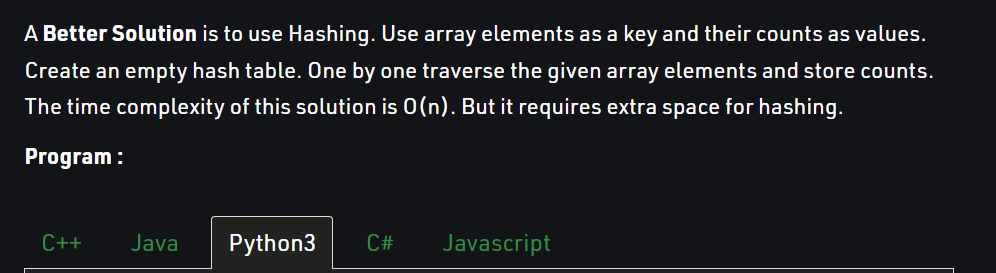 A Better Solution is to use Hashing. Use array elements as a key and their counts as values.
Create an empty hash table. One by one traverse the given array elements and store counts.
The time complexity of this solution is O(n). But it requires extra space for hashing.
Program :
C++ Java Python3 C# Javascript